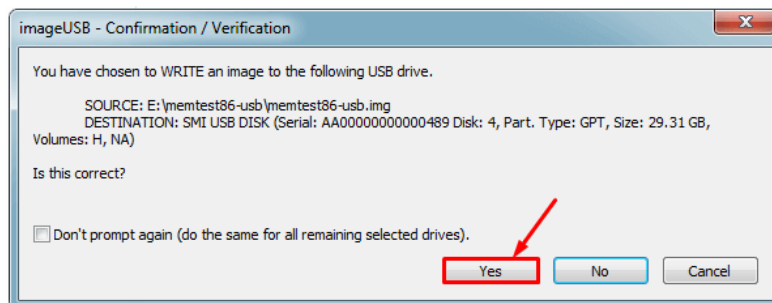 imageUSB - Confirmation / Verification
You have chosen to WRITE an image to the following USB drive.
SOURCE: E:\memtest86-usb\memtest86-usb.img
DESTINATION: SMI USB DISK (Serial: AA00000000000489 Disk: 4, Part. Type: GPT, Size: 29.31 GB,
Volumes: H, NA)
Is this correct?
Don't prompt again (do the same for all remaining selected drives).
Yes No Cancel